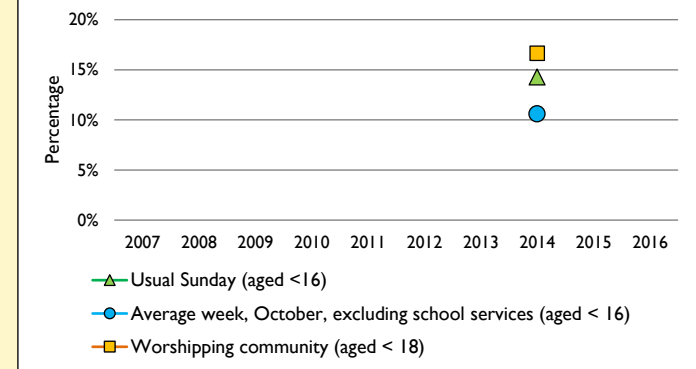 20%
15%
10%
5%
0%
Percentage
2007 2008 2009 2010 2011 2012 2013 2014 2015 2016
Usual Sunday (aged <16)
Average week, October, excluding school services (aged < 16)
Worshipping community (aged < 18)